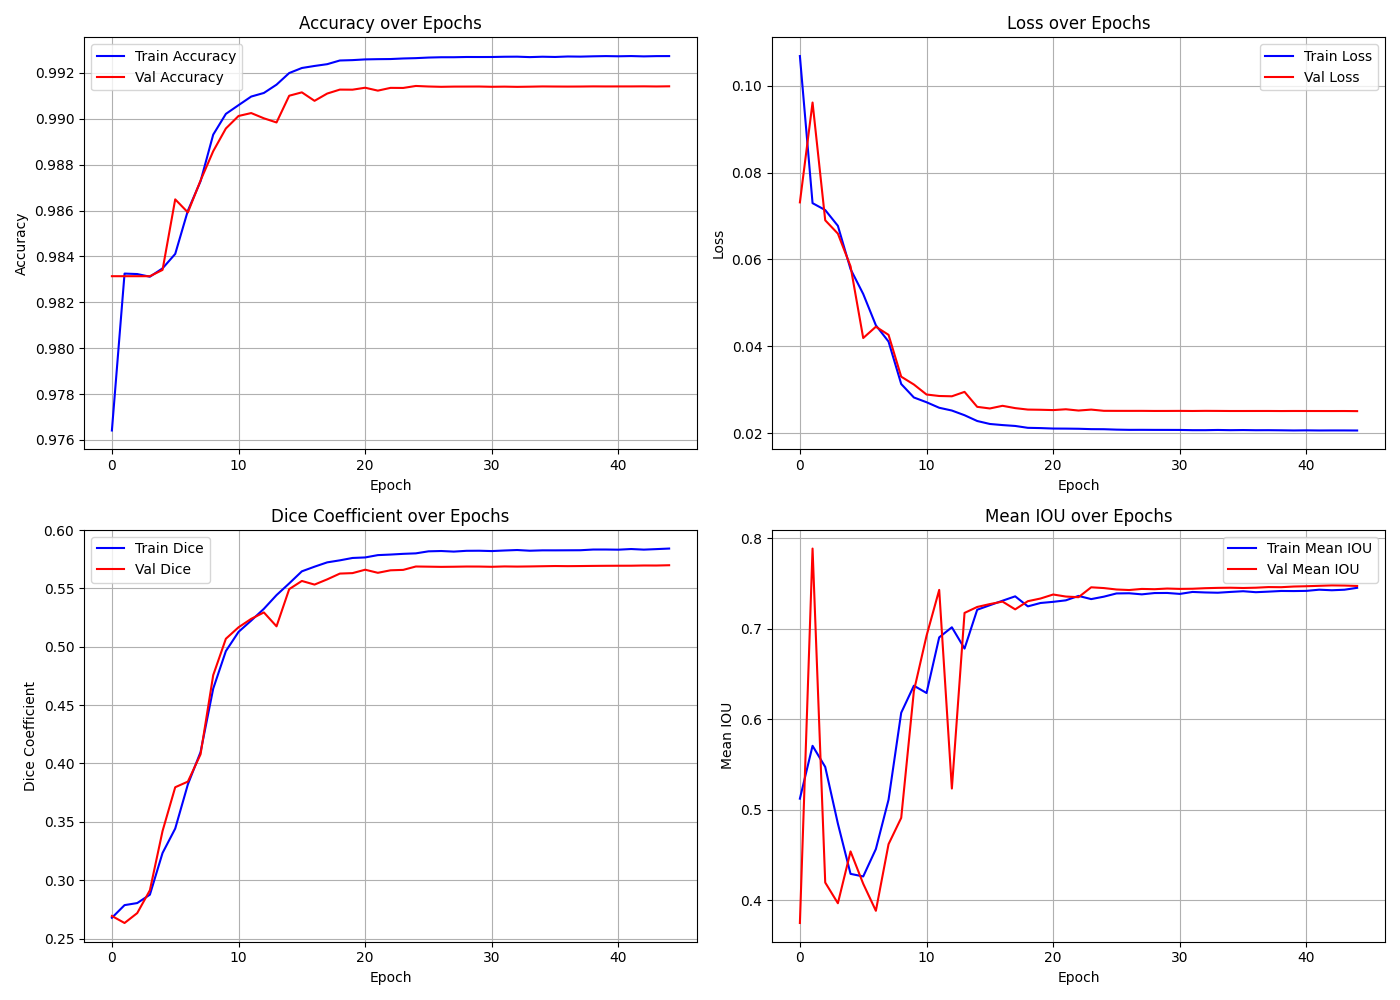 Accuracy over Epochs
Train Accuracy
Val Accuracy
0.992
0.990
0.988
0.986
0.984
0.982
0.980
0.978
0.976
Accuracy
0 10 20 30 40
Epoch
Loss over Epochs
Train Loss
Val Loss
0.10
0.08
0.06
0.04
0.02
Loss
0 10 20 30 40
Epoch
Dice Coefficient over Epochs
Train Dice
Val Dice
0.60
0.55
0.50
0.45
0.40
0.35
0.30
0.25
Dice Coefficient
0 10 20 30 40
Epoch
Mean IOU over Epochs
Train Mean IOU
Val Mean IOU
0.8
0.7
0.6
0.5
0.4
Mean IOU
0 10 20 30 40
Epoch